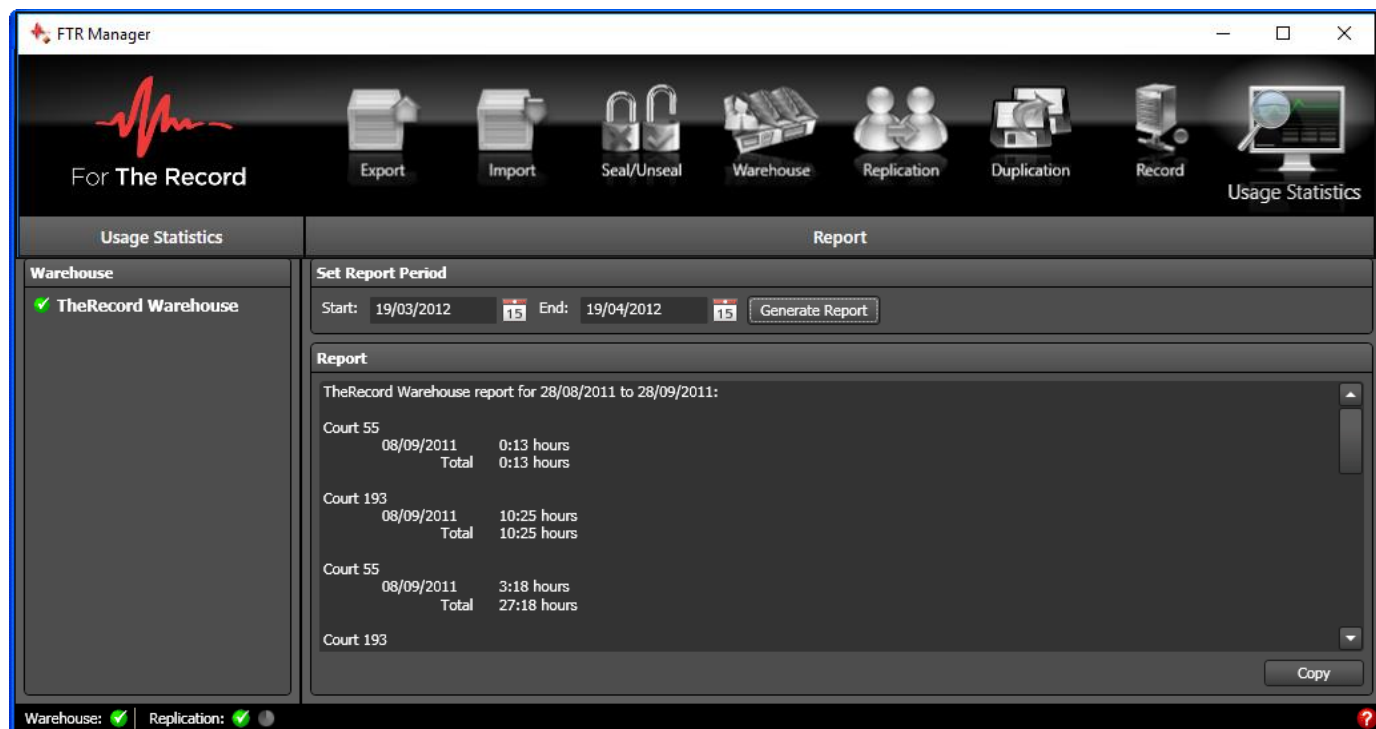 FTR Manager
For The Record
Export
Import
Seal/Unseal
Warehouse
Replication
Duplication
Record
Usage Statistics
Usage Statistics
Report
Warehouse
TheRecord Warehouse
Set Report Period
Start: 19/03/2012 15 End: 19/04/2012 15 Generate Report
Report
TheRecord Warehouse report for 28/08/2011 to 28/09/2011:
Court 55
08/09/2011 0:13 hours
Total 0:13 hours
Court 193
08/09/2011 10:25 hours
Total 10:25 hours
Court 55
08/09/2011 3:18 hours
Total 27:18 hours
Court 193
Copy
Warehouse: Replication: ?